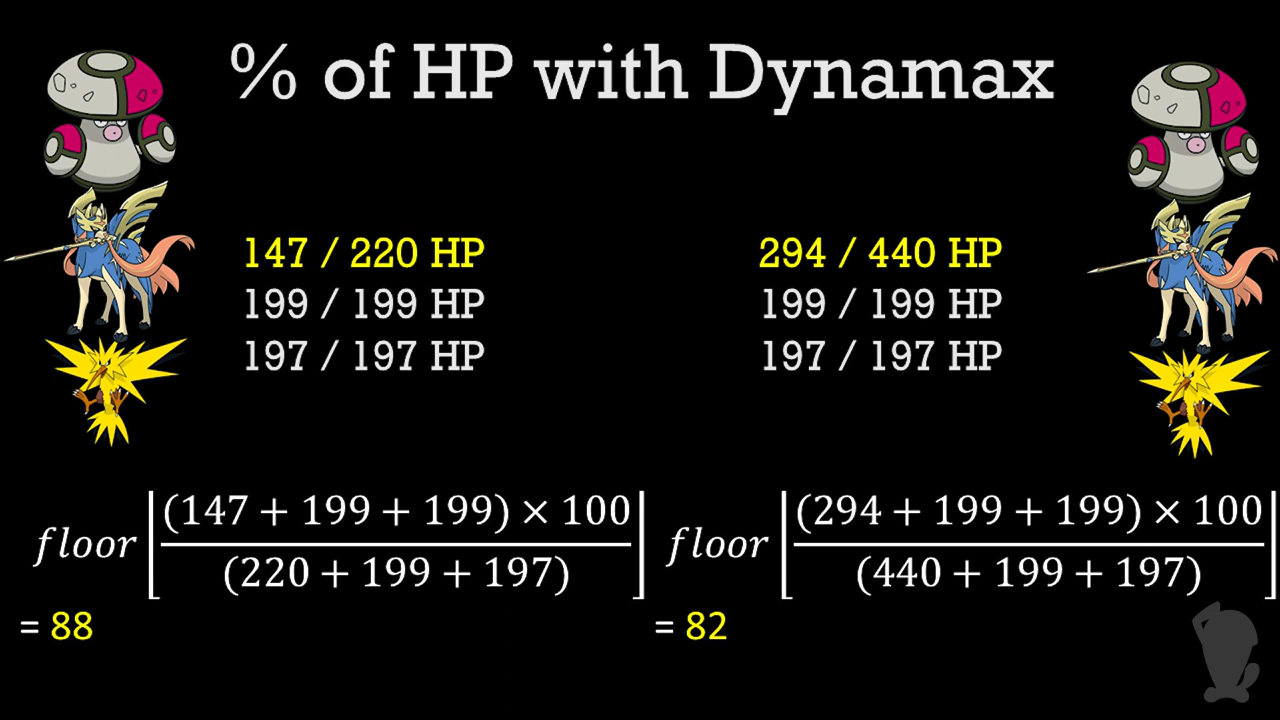 % of HP with Dynamax
147 / 220 HP
199 / 199 HP
197 / 197 HP
294 / 440 HP
199 / 199 HP
197 / 197 HP
floor ⌊(147 + 199 + 199) × 100
(220 + 199 + 197)⌋
= 88
floor ⌊(294 + 199 + 199) × 100
(440 + 199 + 197)⌋
= 82